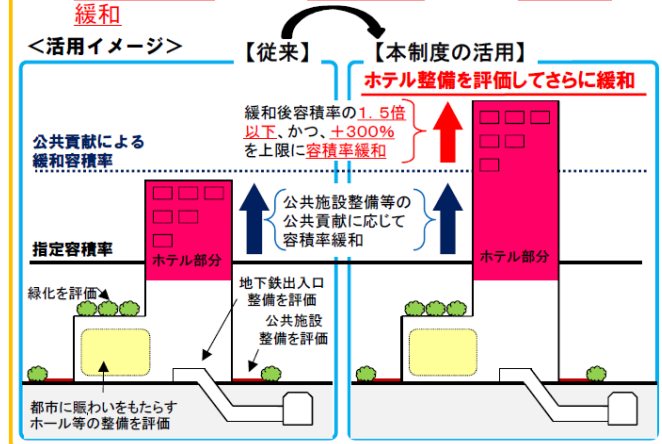 緩和
<活用イメージ>
【従来】
【本制度の活用】
ホテル整備を評価してさらに緩和
緩和後容積率の1.5倍
以下、かつ、+300%
を上限に容積率緩和
公共貢献による
緩和容積率
公共施設整備等の
公共貢献に応じて
容積率緩和
指定容積率
ホテル部分
ホテル部分
緑化を評価
地下鉄出入口
整備を評価
公共施設
整備を評価
都市に賑わいをもたらす
ホール等の整備を評価